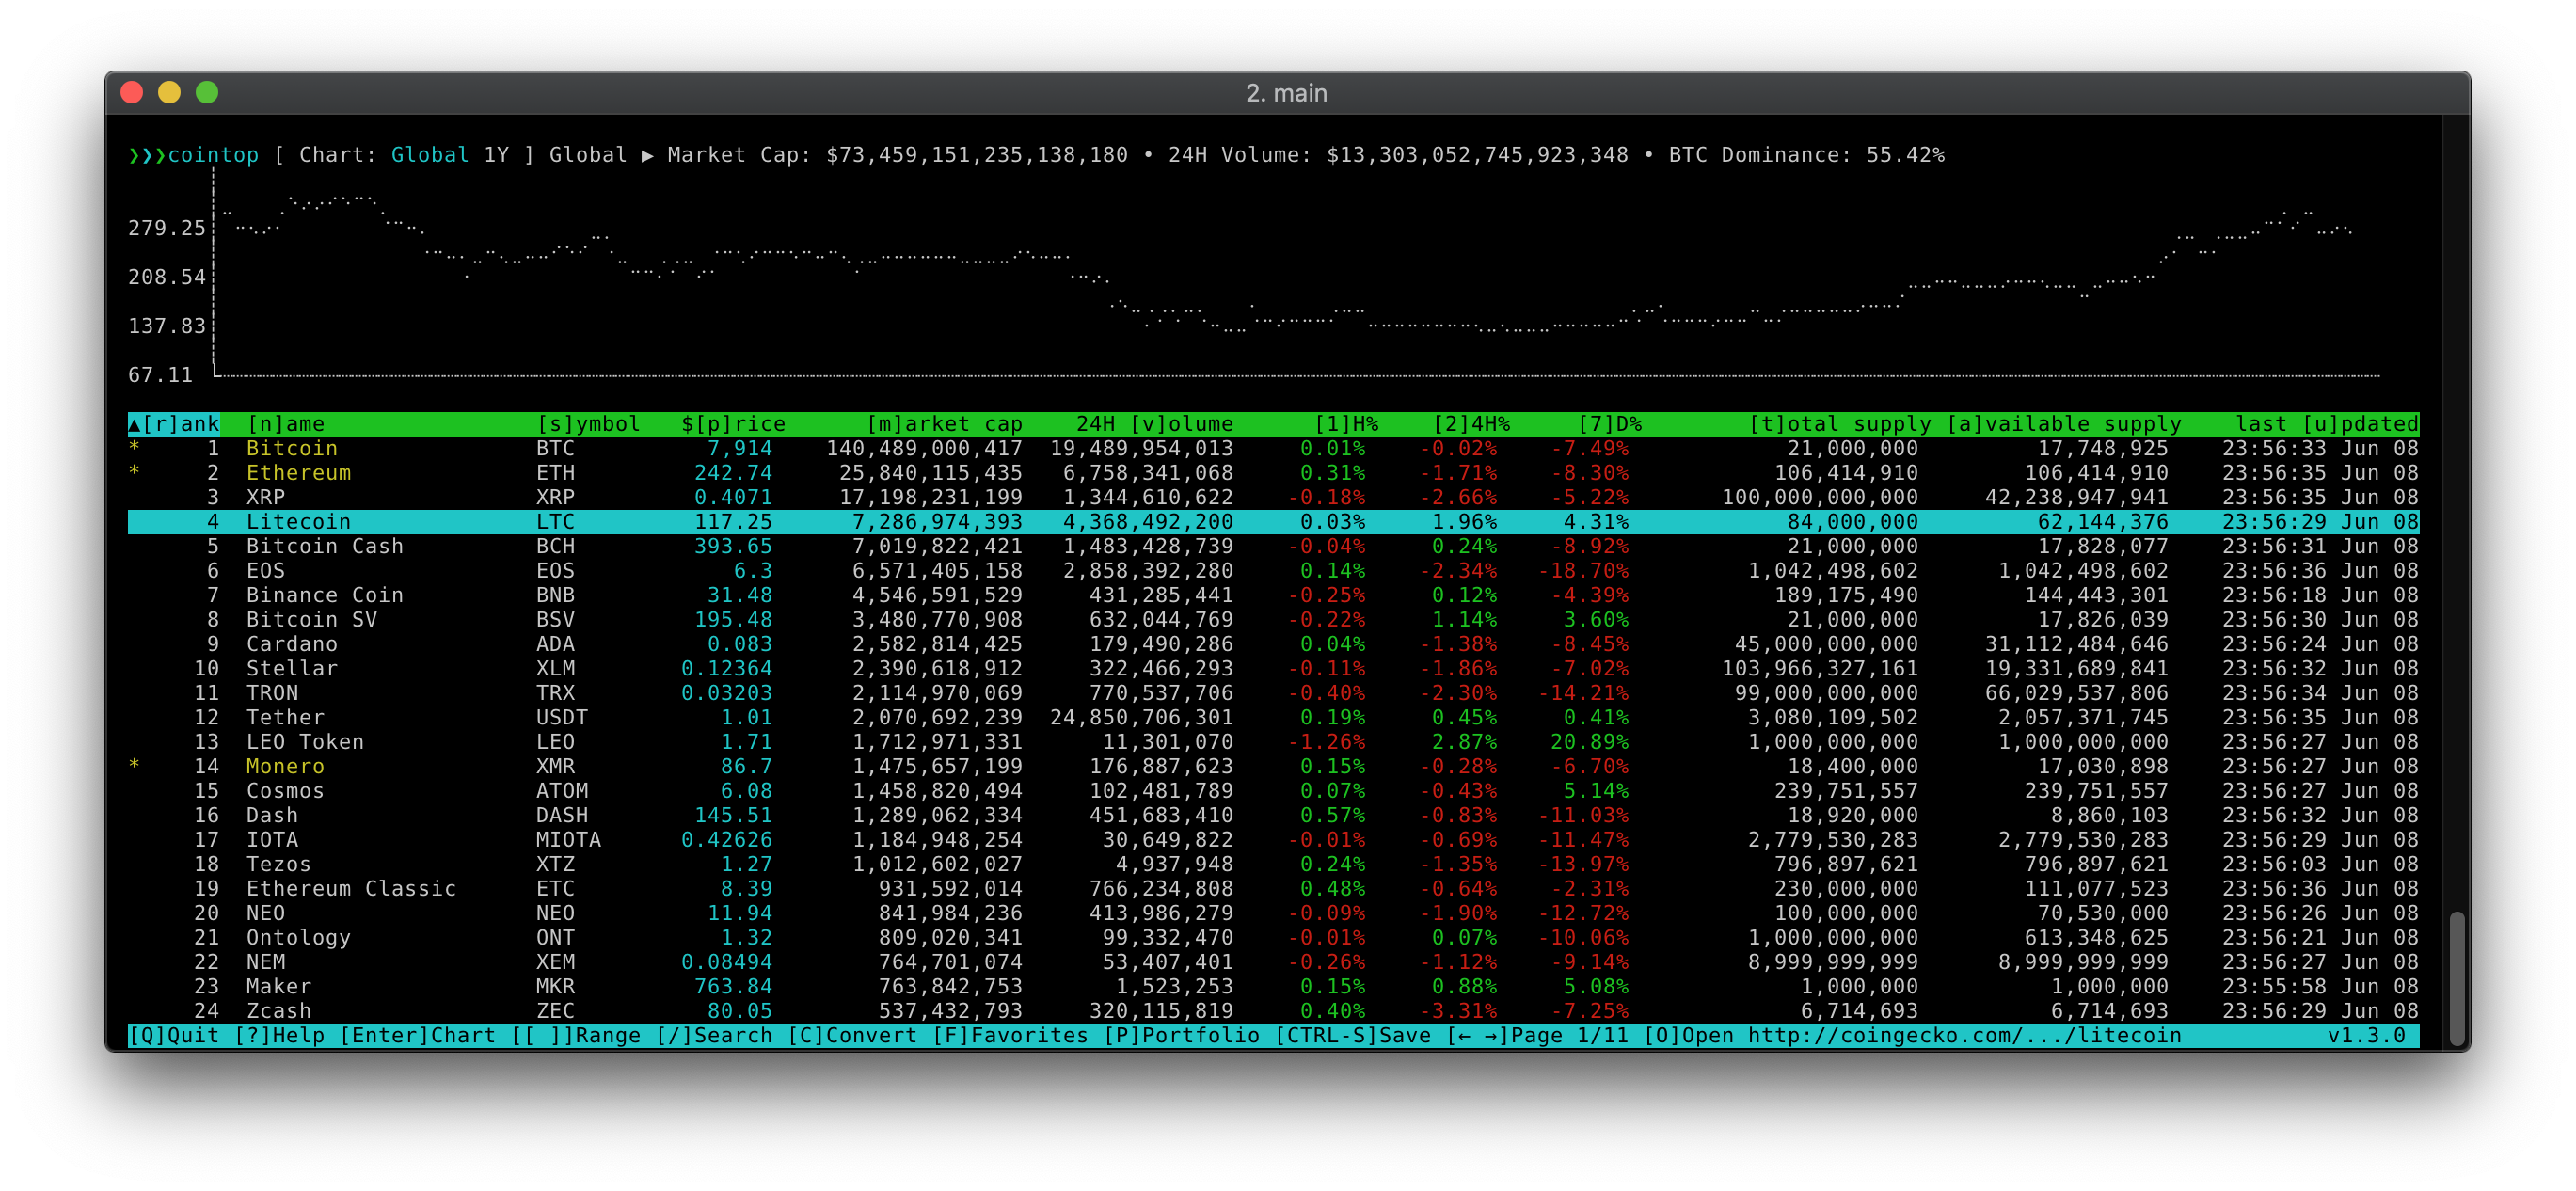 2. main
❯❯❯cointop [ Chart: Global 1Y ] Global ▶ Market Cap: $73,459,151,235,138,180 • 24H Volume: $13,303,052,745,923,348 • BTC Dominance: 55.42%
279.25
208.54
137.83
67.11
▲[r]ank [n]ame [s]ymbol $[p]rice [m]arket cap 24H [v]olume [1]H% [2]4H% [7]D% [t]otal supply [a]vailable supply last [u]pdated
* 1 Bitcoin BTC 7,914 140,489,000,417 19,489,954,013 0.01% -0.02% -7.49% 21,000,000 17,748,925 23:56:33 Jun 08
* 2 Ethereum ETH 242.74 25,840,115,435 6,758,341,068 0.31% -1.71% -8.30% 106,414,910 106,414,910 23:56:35 Jun 08
3 XRP XRP 0.4071 17,198,231,199 1,344,610,622 -0.18% -2.66% -5.22% 100,000,000,000 42,238,947,941 23:56:35 Jun 08
4 Litecoin LTC 117.25 7,286,974,393 4,368,492,200 0.03% 1.96% 4.31% 84,000,000 62,144,376 23:56:29 Jun 08
5 Bitcoin Cash BCH 393.65 7,019,822,421 1,483,428,739 -0.04% 0.24% -8.92% 21,000,000 17,828,077 23:56:31 Jun 08
6 EOS EOS 6.3 6,571,405,158 2,858,392,280 0.14% -2.34% -18.70% 1,042,498,602 1,042,498,602 23:56:36 Jun 08
7 Binance Coin BNB 31.48 4,546,591,529 431,285,441 -0.25% 0.12% -4.39% 189,175,490 144,443,301 23:56:18 Jun 08
8 Bitcoin SV BSV 195.48 3,480,770,908 632,044,769 -0.22% 1.14% 3.60% 21,000,000 17,826,039 23:56:30 Jun 08
9 Cardano ADA 0.083 2,582,814,425 179,490,286 0.04% -1.38% -8.45% 45,000,000,000 31,112,484,646 23:56:24 Jun 08
10 Stellar XLM 0.12364 2,390,618,912 322,466,293 -0.11% -1.86% -7.02% 103,966,327,161 19,331,689,841 23:56:32 Jun 08
11 TRON TRX 0.03203 2,114,970,069 770,537,706 -0.40% -2.30% -14.21% 99,000,000,000 66,029,537,806 23:56:34 Jun 08
12 Tether USDT 1.01 2,070,692,239 24,850,706,301 0.19% 0.45% 0.41% 3,080,109,502 2,057,371,745 23:56:35 Jun 08
13 LEO Token LEO 1.71 1,712,971,331 11,301,070 -1.26% 2.87% 20.89% 1,000,000,000 1,000,000,000 23:56:27 Jun 08
* 14 Monero XMR 86.7 1,475,657,199 176,887,623 0.15% -0.28% -6.70% 18,400,000 17,030,898 23:56:27 Jun 08
15 Cosmos ATOM 6.08 1,458,820,494 102,481,789 0.07% -0.43% 5.14% 239,751,557 239,751,557 23:56:27 Jun 08
16 Dash DASH 145.51 1,289,062,334 451,683,410 0.57% -0.83% -11.03% 18,920,000 8,860,103 23:56:32 Jun 08
17 IOTA MIOTA 0.42626 1,184,948,254 30,649,822 -0.01% -0.69% -11.47% 2,779,530,283 2,779,530,283 23:56:29 Jun 08
18 Tezos XTZ 1.27 1,012,602,027 4,937,948 0.24% -1.35% -13.97% 796,897,621 796,897,621 23:56:03 Jun 08
19 Ethereum Classic ETC 8.39 931,592,014 766,234,808 0.48% -0.64% -2.31% 230,000,000 111,077,523 23:56:36 Jun 08
20 NEO NEO 11.94 841,984,236 413,986,279 -0.09% -1.90% -12.72% 100,000,000 70,530,000 23:56:26 Jun 08
21 Ontology ONT 1.32 809,020,341 99,332,470 -0.01% 0.07% -10.06% 1,000,000,000 613,348,625 23:56:21 Jun 08
22 NEM XEM 0.08494 764,701,074 53,407,401 -0.26% -1.12% -9.14% 8,999,999,999 8,999,999,999 23:56:27 Jun 08
23 Maker MKR 763.84 763,842,753 1,523,253 0.15% 0.88% 5.08% 1,000,000 1,000,000 23:55:58 Jun 08
24 Zcash ZEC 80.05 537,432,793 320,115,819 0.40% -3.31% -7.25% 6,714,693 6,714,693 23:56:29 Jun 08
[Q]Quit [?]Help [Enter]Chart [[ ]]Range [/]Search [C]Convert [F]Favorites [P]Portfolio [CTRL-S]Save [← →]Page 1/11 [O]Open http://coingecko.com/.../litecoin v1.3.0